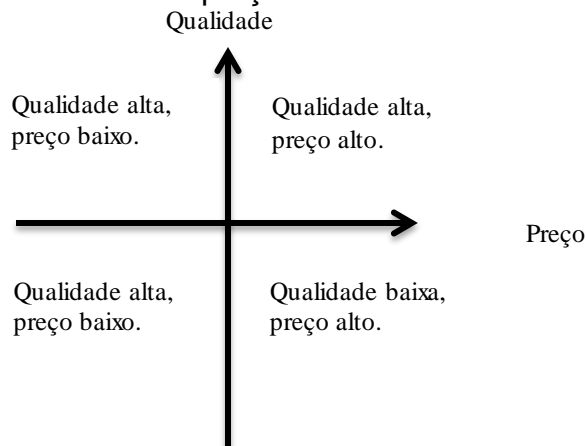 Qualidade
Qualidade alta,
preço baixo.
Qualidade alta,
preço alto.
Preço
Qualidade alta,
preço baixo.
Qualidade baixa,
preço alto.